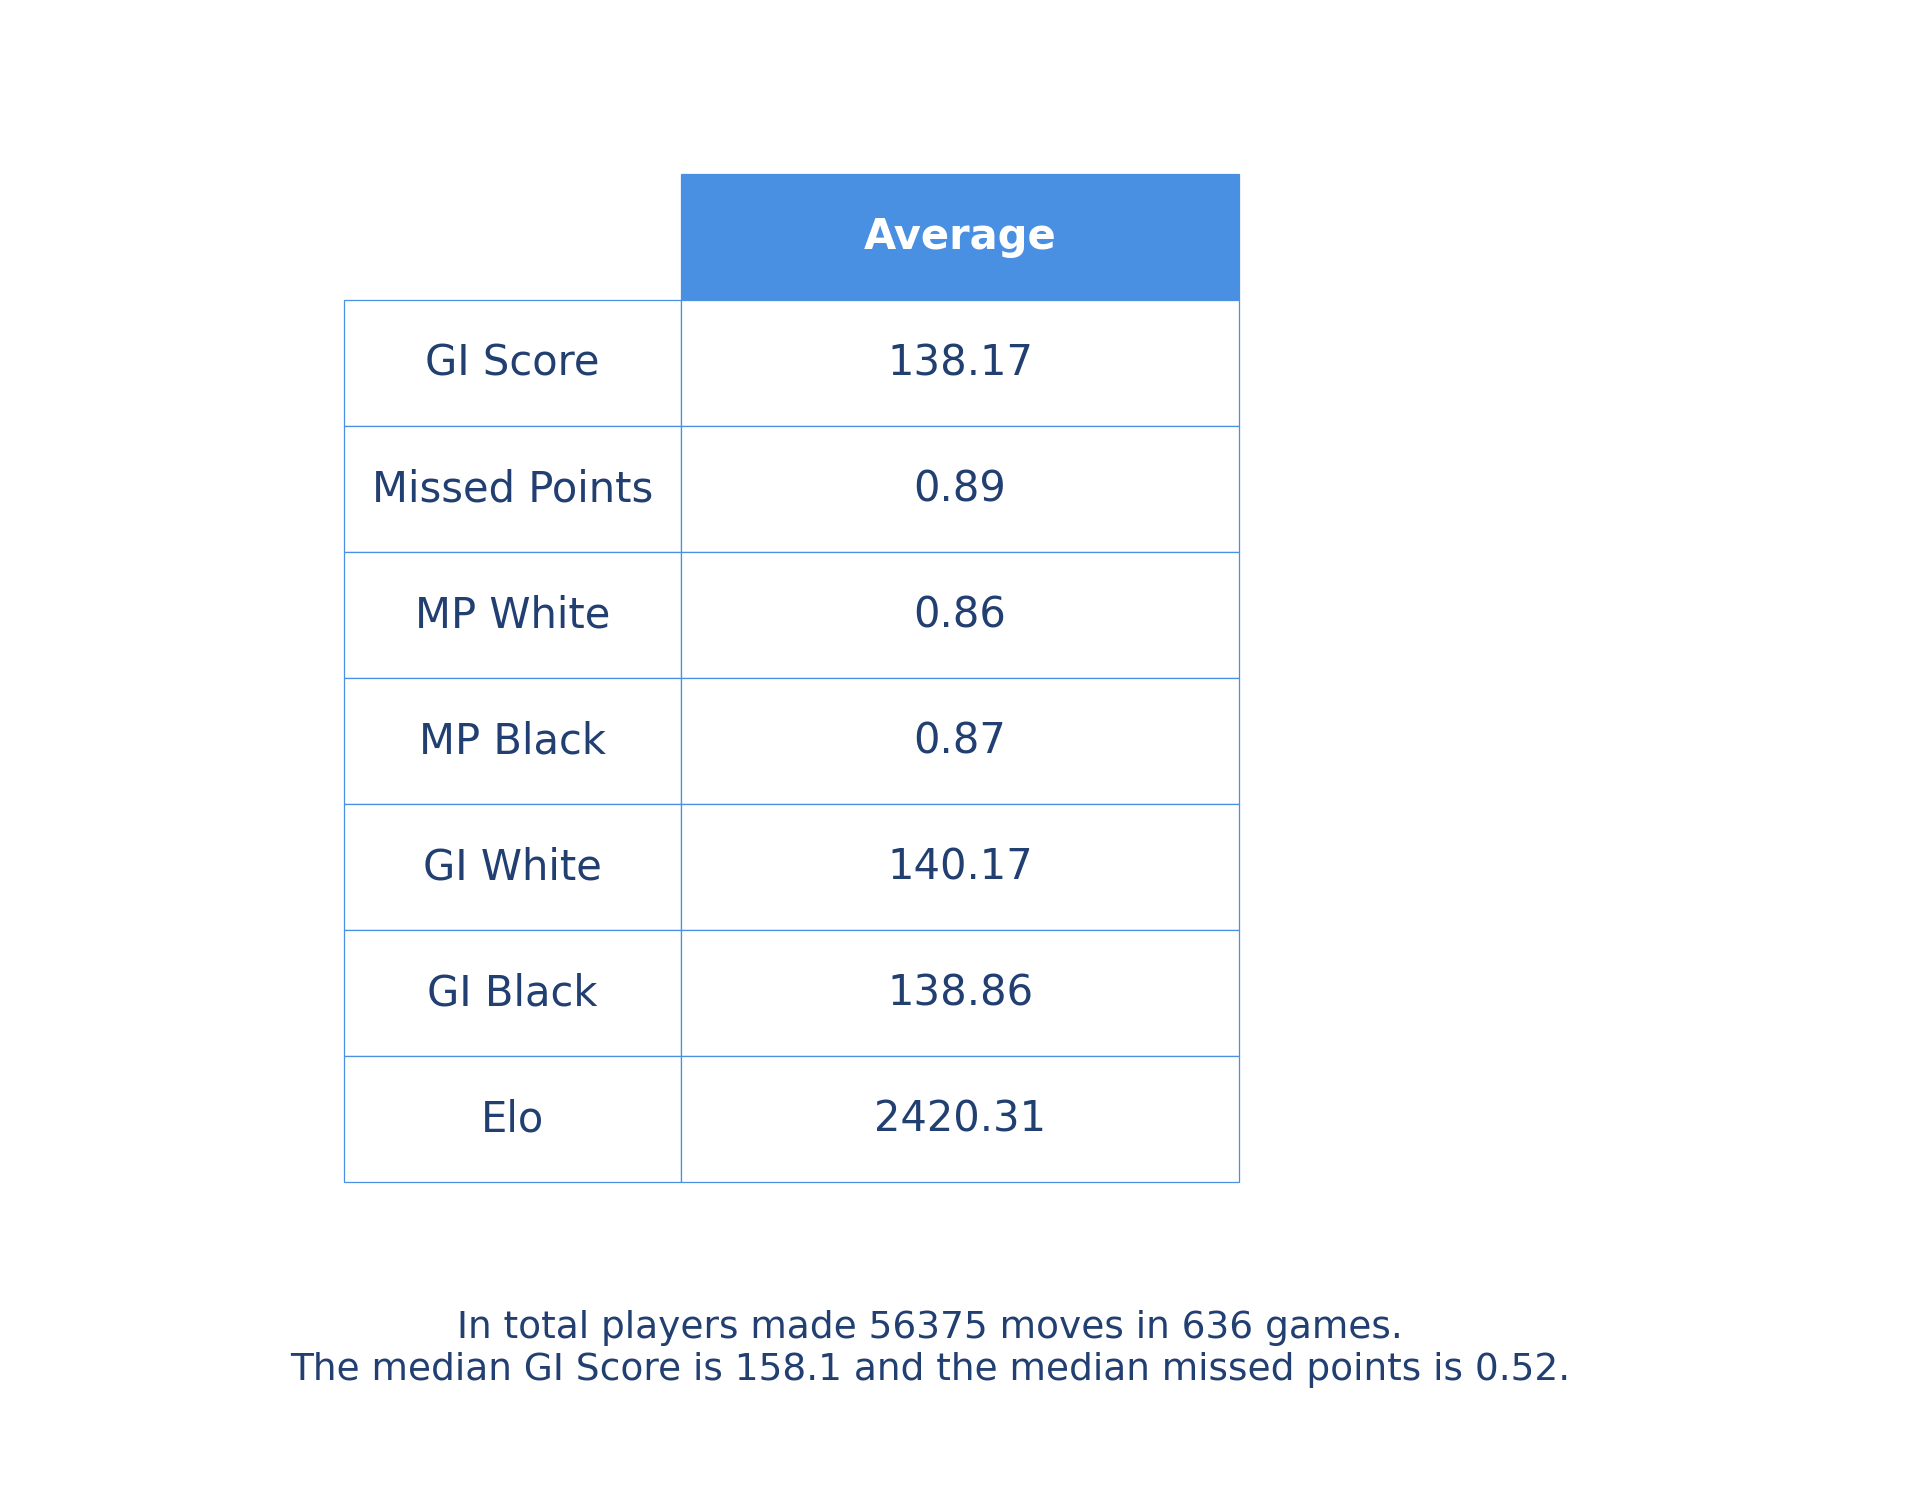 Average
GI Score 138.17
Missed Points 0.89
MP White 0.86
MP Black 0.87
GI White 140.17
GI Black 138.86
Elo 2420.31
In total players made 56375 moves in 636 games.
The median GI Score is 158.1 and the median missed points is 0.52.